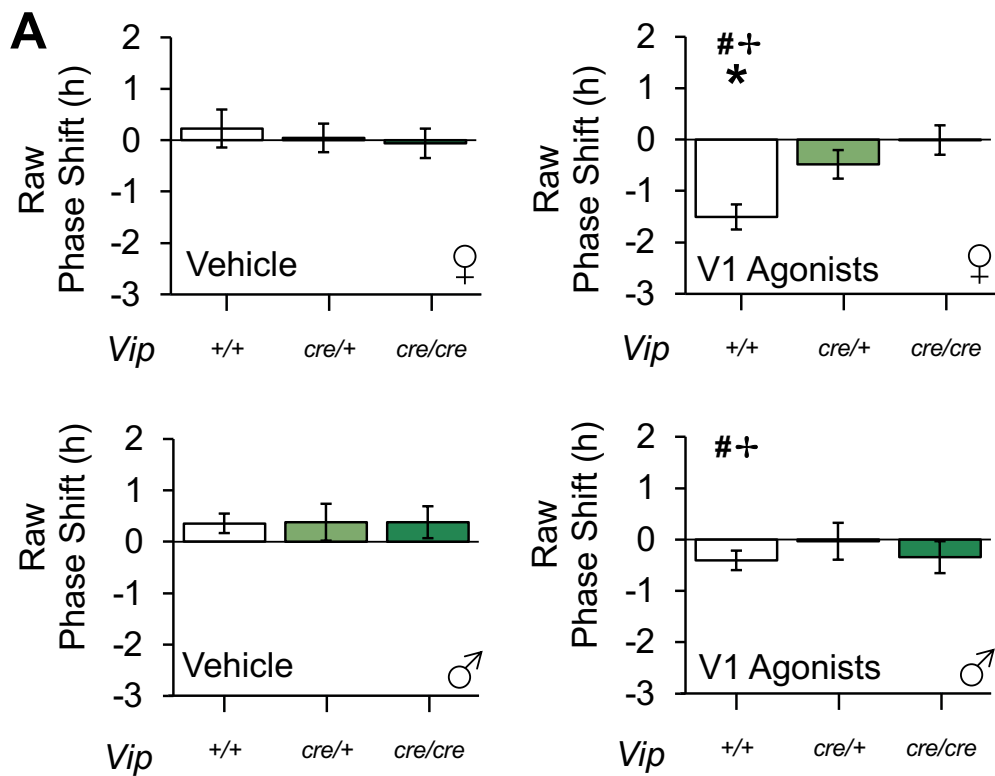 A
Raw
Phase Shift (h)
2
1
0
-1
-2
-3
Vehicle ♀
Vip +/+ cre/+ cre/cre
Raw
Phase Shift (h)
2
1
0
-1
-2
-3
#✢
*
V1 Agonists ♀
+/+ cre/+ cre/cre
Raw
Phase Shift (h)
2
1
0
-1
-2
-3
Vehicle ♂
Vip +/+ cre/+ cre/cre
Raw
Phase Shift (h)
2
1
0
-1
-2
-3
#✢
V1 Agonists ♂
+/+ cre/+ cre/cre